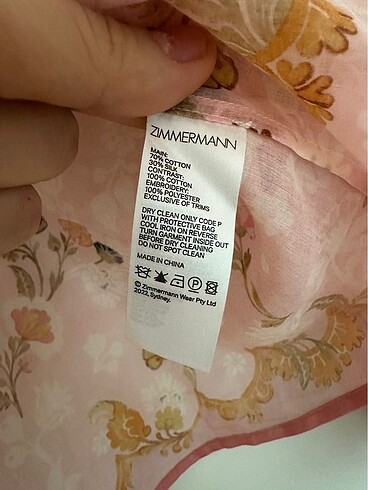 ZIMMERMANN
MAIN:
70% COTTON
30% SILK
CONTRAST:
100% COTTON
EMBROIDERY:
100% POLYESTER
EXCLUSIVE OF TRIMS
DRY CLEAN ONLY CODE P
WITH PROTECTIVE BAG
COOL IRON ON REVERSE
TURN GARMENT INSIDE OUT
BEFORE DRY CLEANING
DO NOT SPOT CLEAN
MADE IN CHINA
P
© Zimmermann Wear Pty Ltd
2022, Sydney.